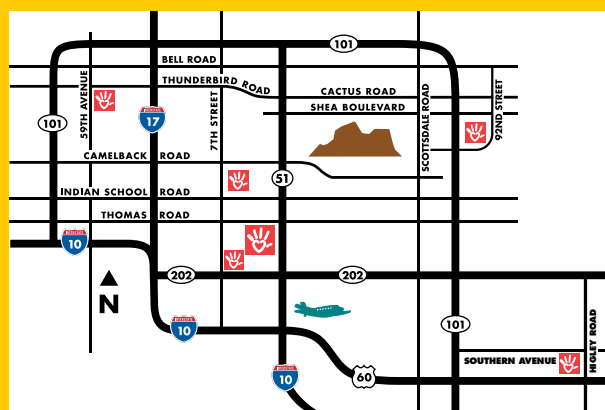 101
BELL ROAD
THUNDERBIRD ROAD
CACTUS ROAD
SHEA BOULEVARD
59TH AVENUE
7TH STREET
SCOTTSDALE ROAD
92ND STREET
101
17
CAMELBACK ROAD
51
INDIAN SCHOOL ROAD
THOMAS ROAD
10
202
202
N
10
101
HIGLEY ROAD
SOUTHERN AVENUE
10
60